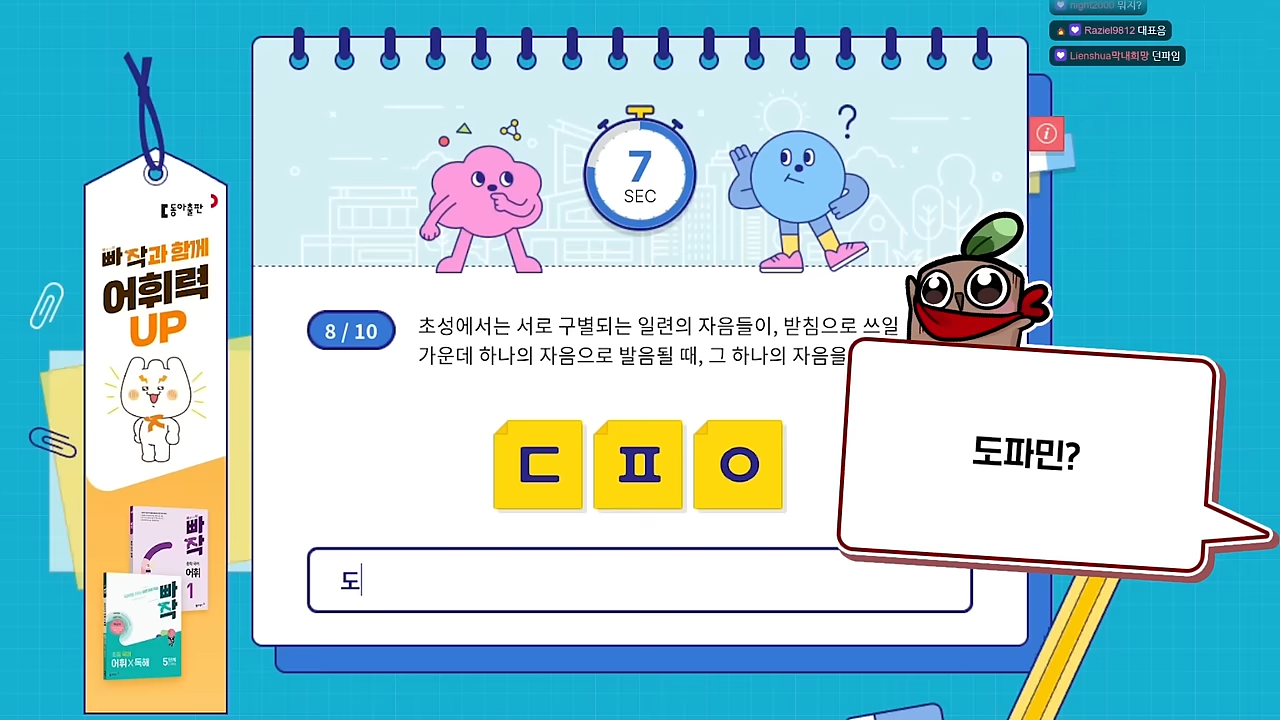 night2000 뭐지?
Raziel9812 대표음
Lienshua막내희망 던파임
7
SEC
?
i
동아출판
빠작과 함께
어휘력
UP
8 / 10
초성에서는 서로 구별되는 일련의 자음들이, 받침으로 쓰일
가운데 하나의 자음으로 발음될 때, 그 하나의 자음을
ㄷ ㅍ ㅇ
도파민?
도
빠작
어휘
1
빠작
어휘X독해
5단계